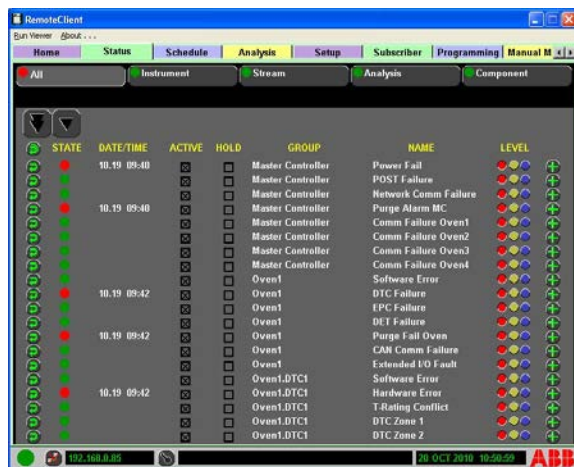 RemoteClient
Run Viewer About . . .
Home Status Schedule Analysis Setup Subscriber Programming Manual M
All Instrument Stream Analysis Component
STATE DATE/TIME ACTIVE HOLD GROUP NAME LEVEL
10.19 09:40 Master Controller Power Fail
Master Controller POST Failure
Master Controller Network Comm Failure
10.19 09:40 Master Controller Purge Alarm MC
Master Controller Comm Failure Oven1
Master Controller Comm Failure Oven2
Master Controller Comm Failure Oven3
Master Controller Comm Failure Oven4
Oven1 Software Error
10.19 09:42 Oven1 DTC Failure
Oven1 EPC Failure
Oven1 DET Failure
10.19 09:42 Oven1 Purge Fail Oven
Oven1 CAN Comm Failure
Oven1 Extended I/O Fault
Oven1.DTC1 Software Error
10.19 09:42 Oven1.DTC1 Hardware Error
Oven1.DTC1 T-Rating Conflict
Oven1.DTC1 DTC Zone 1
Oven1.DTC1 DTC Zone 2
192.168.0.85 20 OCT 2010 10:50:59 ABB